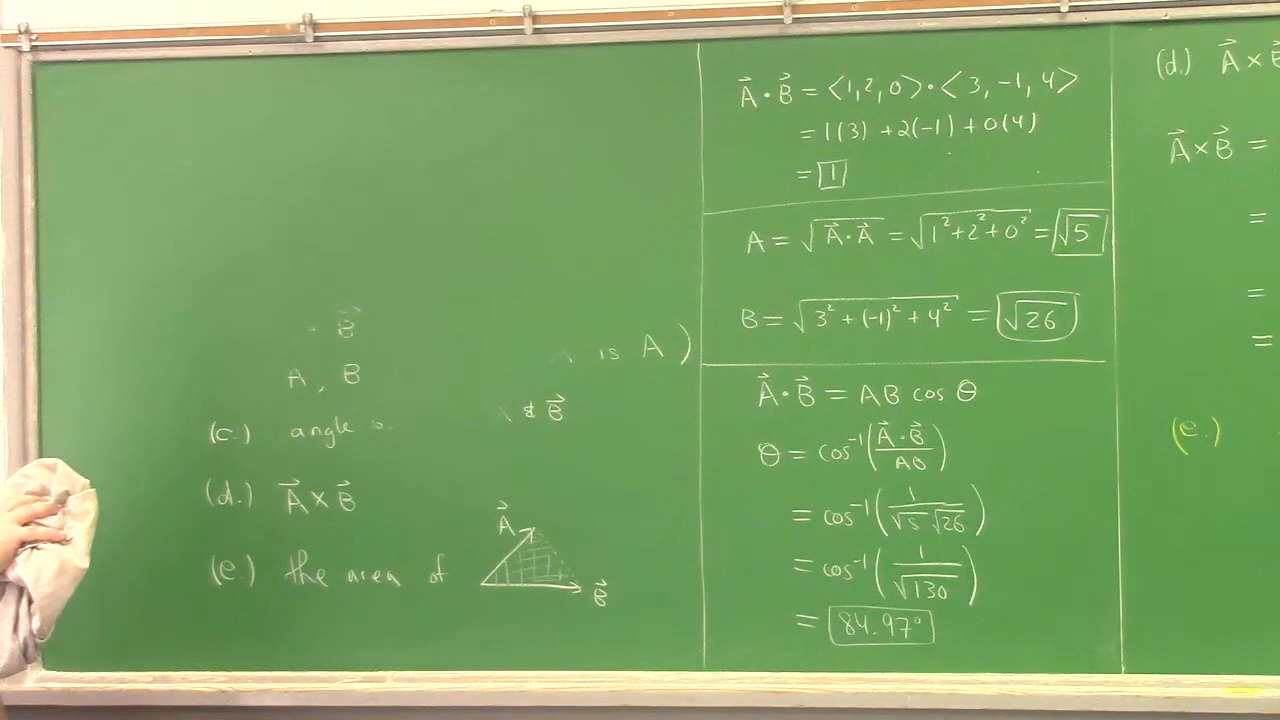 B⃗
A, B
is A)
(c.) angle
& B⃗
(d.) A⃗ × B⃗
(e.) the area of
A⃗
B⃗
A⃗ · B⃗ = <1,2,0> · <3,-1,4>
= 1(3) + 2(-1) + 0(4)
= 1
A = √(A⃗ · A⃗) = √(1² + 2² + 0²) = √5
B = √(3² + (-1)² + 4²) = √26
A⃗ · B⃗ = AB cos θ
θ = cos⁻¹(A⃗ · B⃗ / AB)
= cos⁻¹(1 / √5 √26)
= cos⁻¹(1 / √130)
= 84.97°
(d.) A⃗ × B
A⃗ × B⃗ =
=
=
=
(e.)